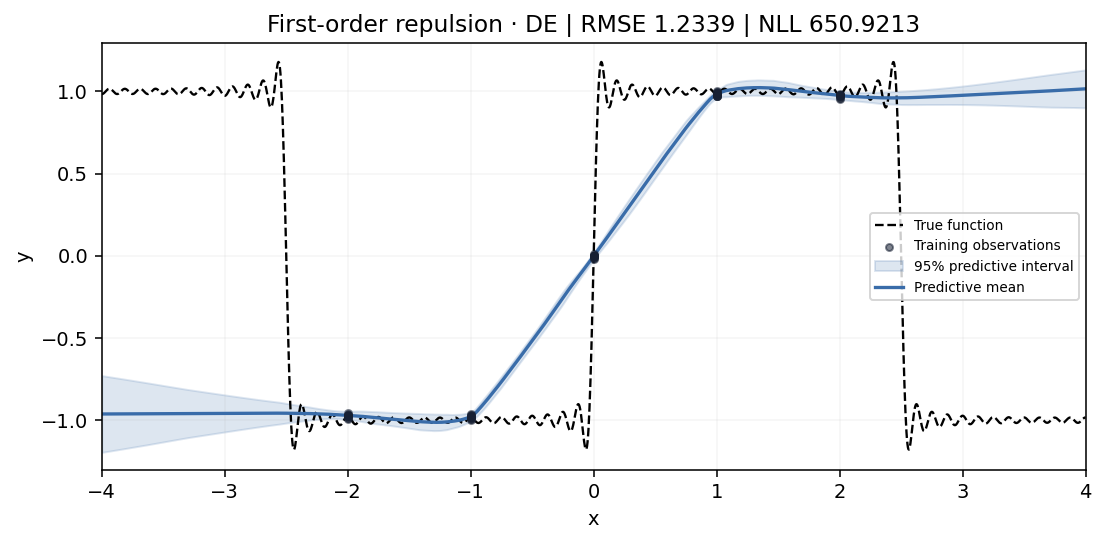 First-order repulsion · DE | RMSE 1.2339 | NLL 650.9213
1.0
0.5
0.0
−0.5
−1.0
y
True function
Training observations
95% predictive interval
Predictive mean
−4 −3 −2 −1 0 1 2 3 4
x